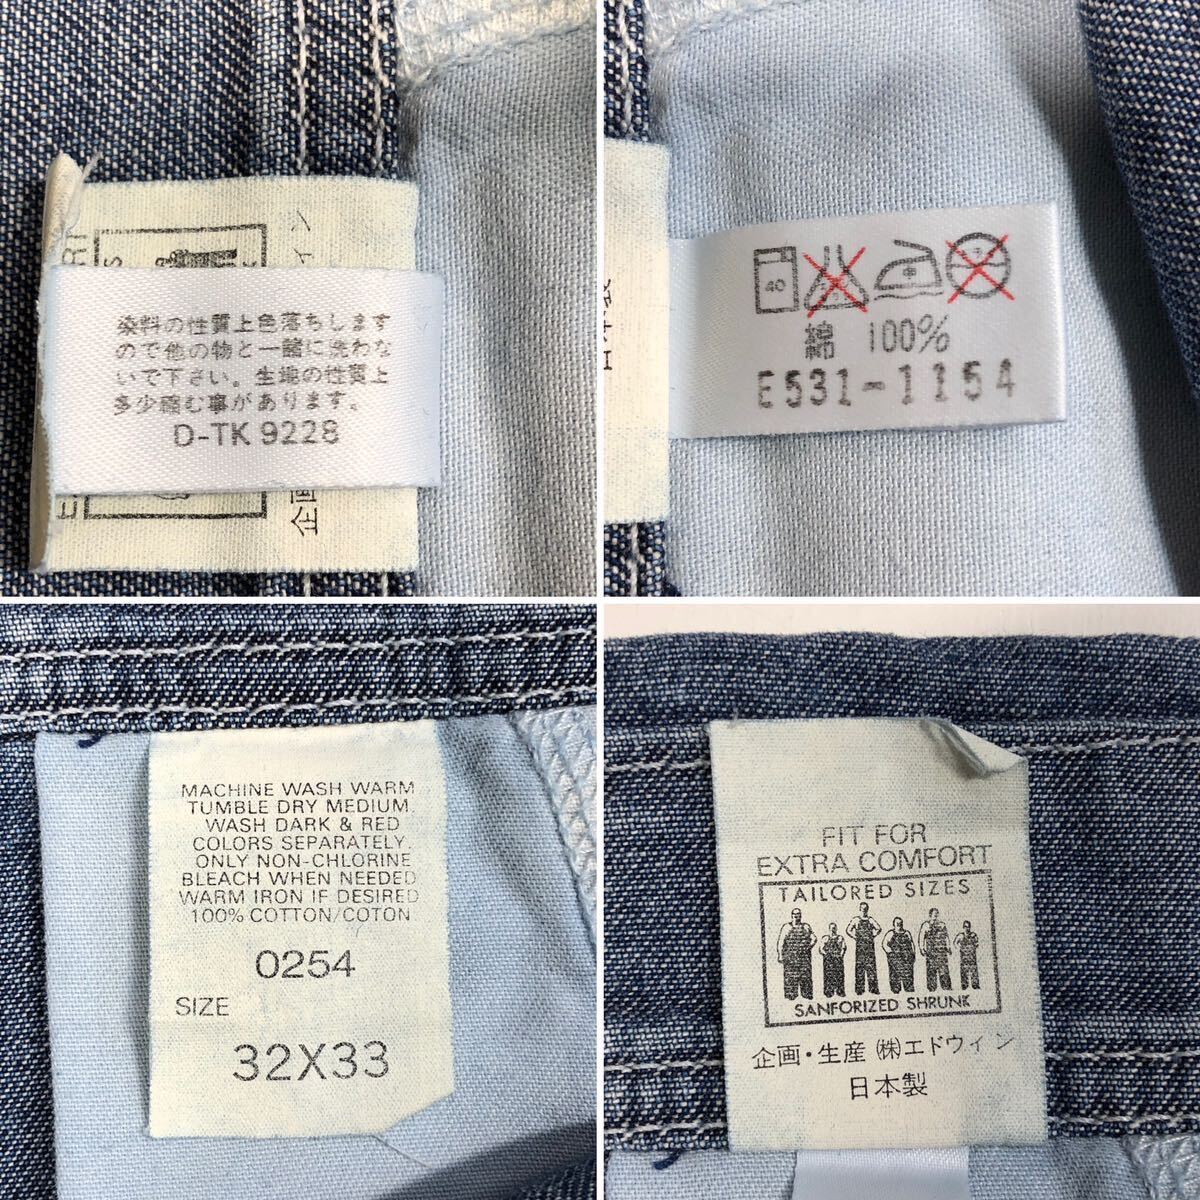 染料の性質上色落ちします
ので他の物と一諸に洗わな
いで下さい。生地の性質上
多少縮む事があります。
D-TK 9228
企画
イン
40
綿 100%
E531-1154
MACHINE WASH WARM
TUMBLE DRY MEDIUM
WASH DARK & RED
COLORS SEPARATELY.
ONLY NON-CHLORINE
BLEACH WHEN NEEDED
WARM IRON IF DESIRED
100% COTTON/COTON
0254
SIZE
32X33
FIT FOR
EXTRA COMFORT
TAILORED SIZES
SANFORIZED SHRUNK
企画・生産 ㈱エドウィン
日本製